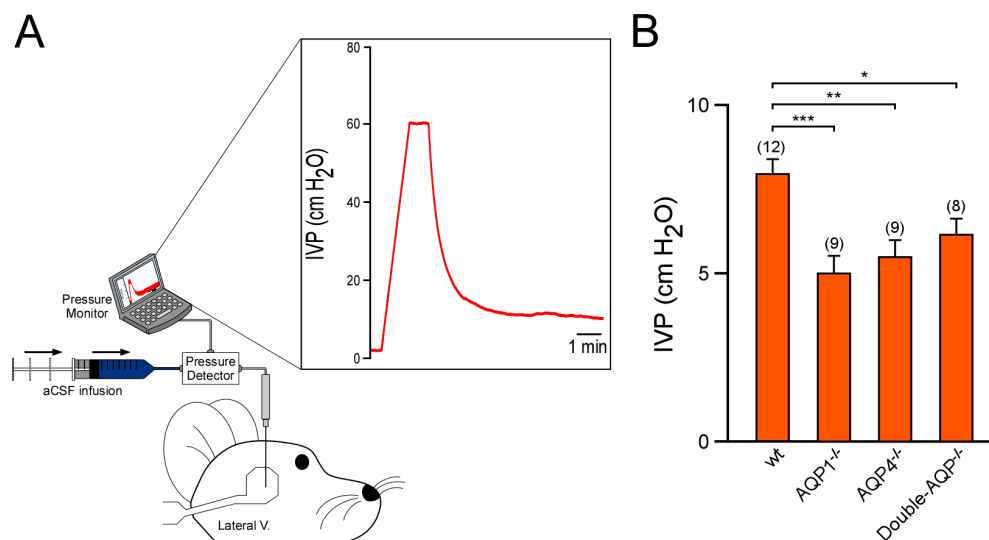 A
80
60
40
20
0
IVP (cm H2O)
1 min
Pressure
Monitor
Pressure
Detector
aCSF infusion
Lateral V.
B
*
**
***
(12)
(9)
(9)
(8)
10
5
0
IVP (cm H2O)
wt
AQP1-/-
AQP4-/-
Double-AQP-/-